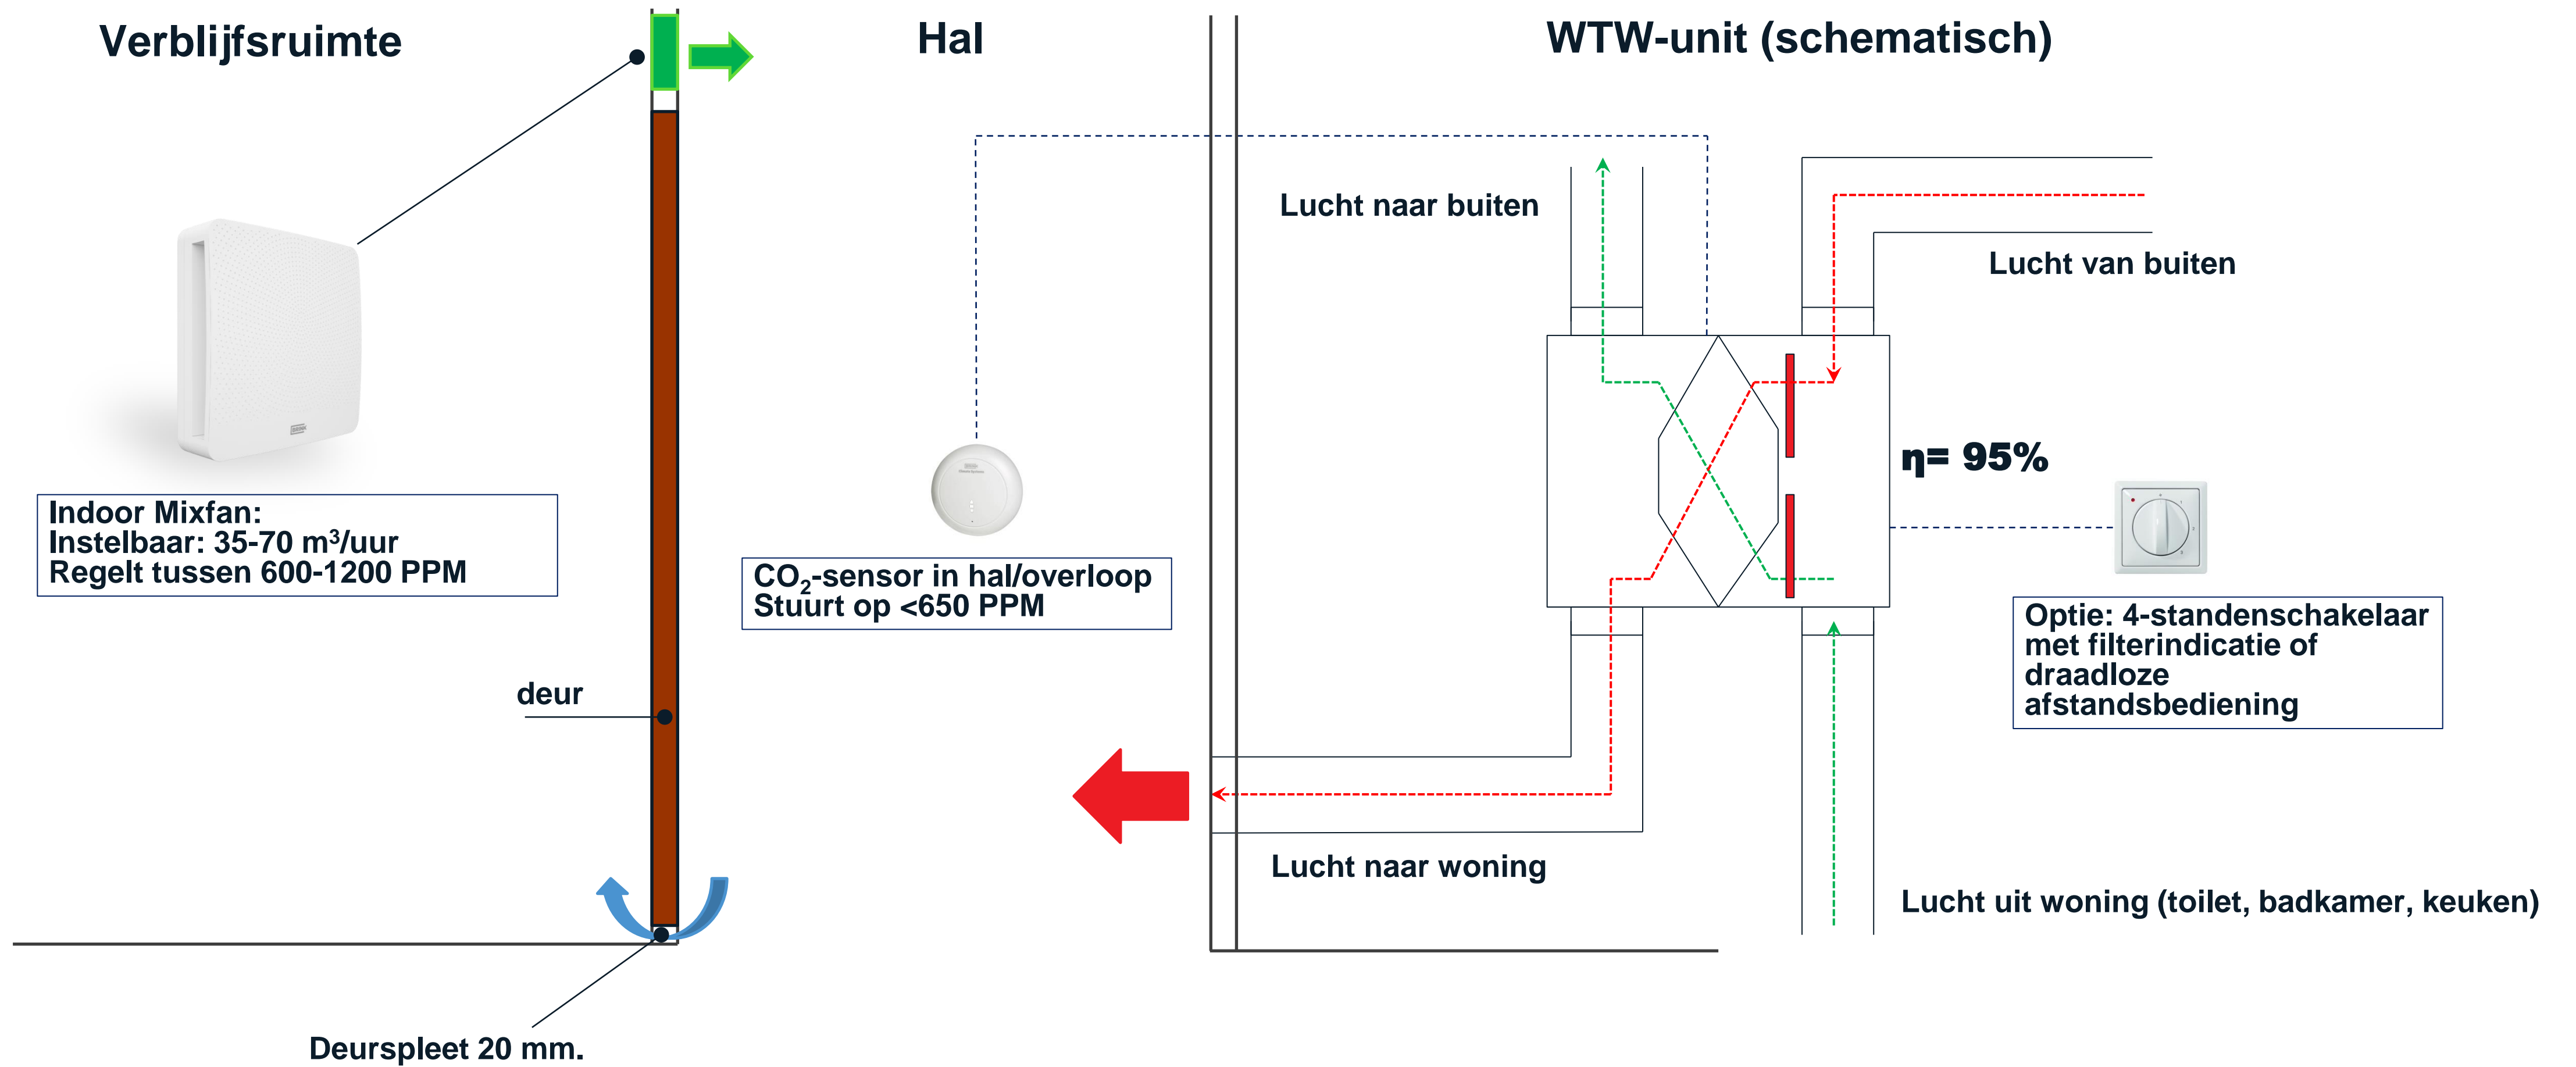 Verblijfsruimte
Hal
WTW-unit (schematisch)
Lucht naar buiten
Lucht van buiten
η= 95%
Indoor Mixfan:
Instelbaar: 35-70 m³/uur
Regelt tussen 600-1200 PPM
CO₂-sensor in hal/overloop
Stuurt op <650 PPM
Optie: 4-standenschakelaar
met filterindicatie of
draadloze
afstandsbediening
deur
Lucht naar woning
Lucht uit woning (toilet, badkamer, keuken)
Deurspleet 20 mm.